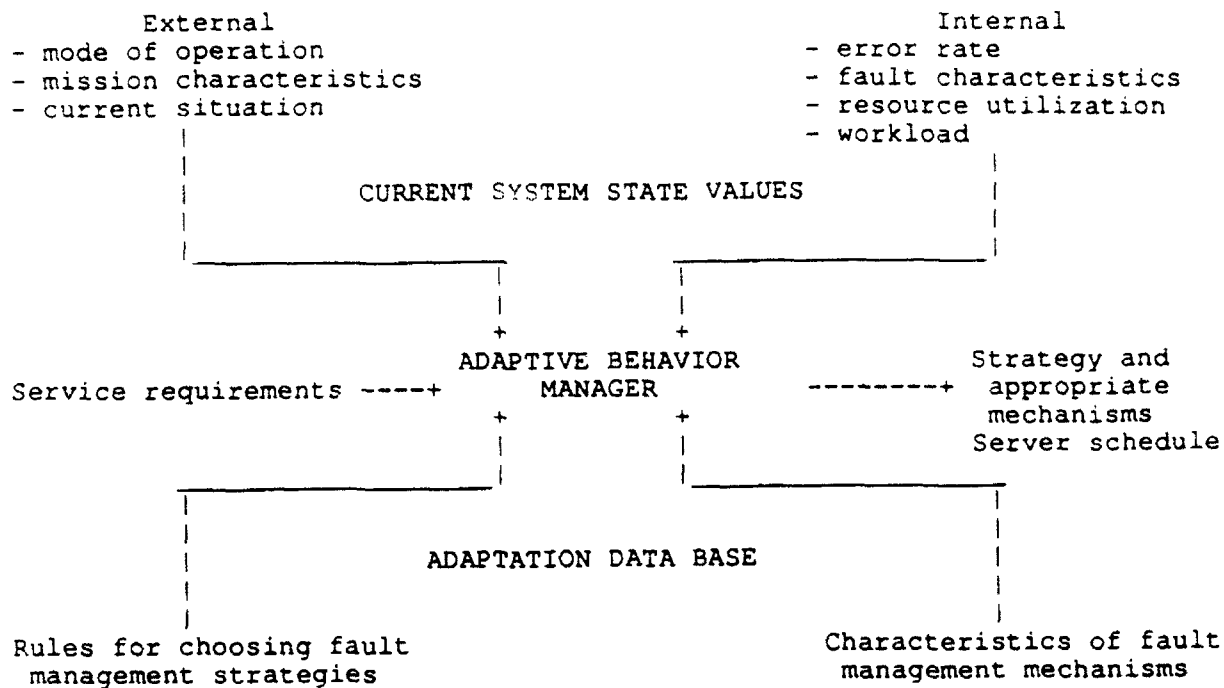 External
- mode of operation
- mission characteristics
- current situation
Internal
- error rate
- fault characteristics
- resource utilization
- workload
CURRENT SYSTEM STATE VALUES
Service requirements ----+
ADAPTIVE BEHAVIOR
MANAGER
--------+ Strategy and
appropriate
mechanisms
Server schedule
ADAPTATION DATA BASE
Rules for choosing fault
management strategies
Characteristics of fault
management mechanisms